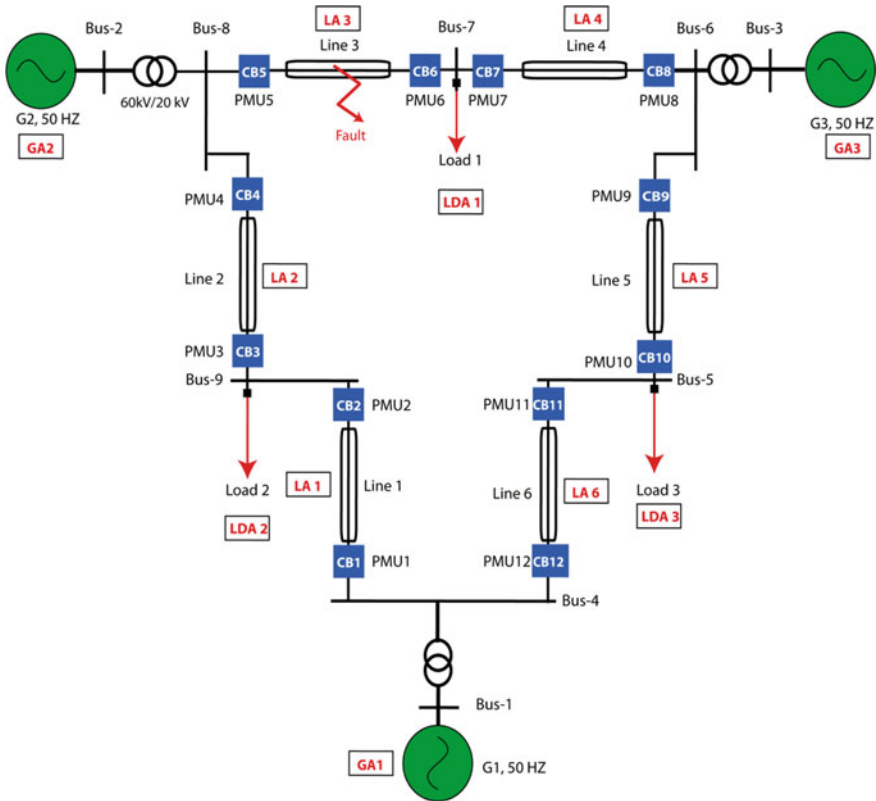 LA 3
Bus-7
LA 4
Bus-2
Bus-8
Line 3
Line 4
Bus-6
Bus-3
CB5
CB6
CB7
CB8
60kV/20 kV
PMU5
PMU6
PMU7
PMU8
G2, 50 HZ
Fault
G3, 50 HZ
GA2
Load 1
GA3
LDA 1
PMU4
CB4
PMU9
CB9
Line 2
LA 2
Line 5
LA 5
PMU3
CB3
PMU10
CB10
Bus-9
Bus-5
CB2
PMU2
PMU11
CB11
Load 2
LA 1
Line 1
Line 6
LA 6
Load 3
LDA 2
LDA 3
CB1
PMU1
PMU12
CB12
Bus-4
Bus-1
GA1
G1, 50 HZ